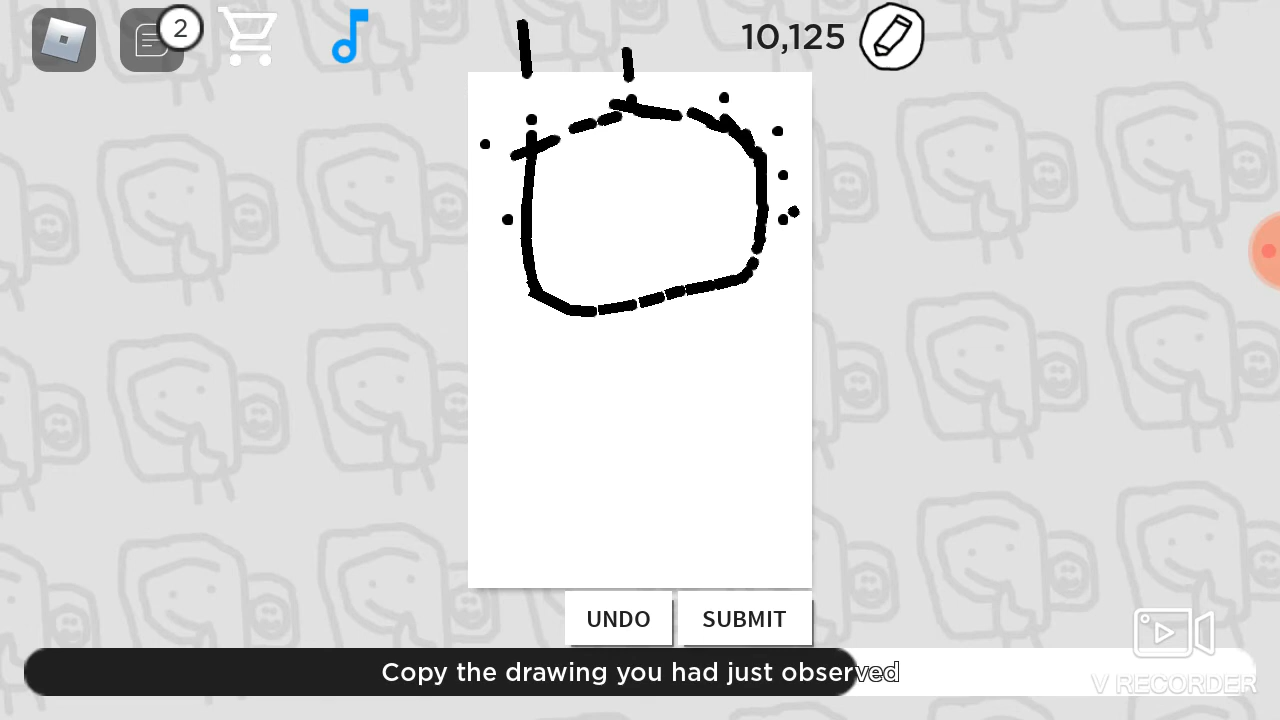 2
10,125
UNDO
SUBMIT
Copy the drawing you had just observed
V RECORDER